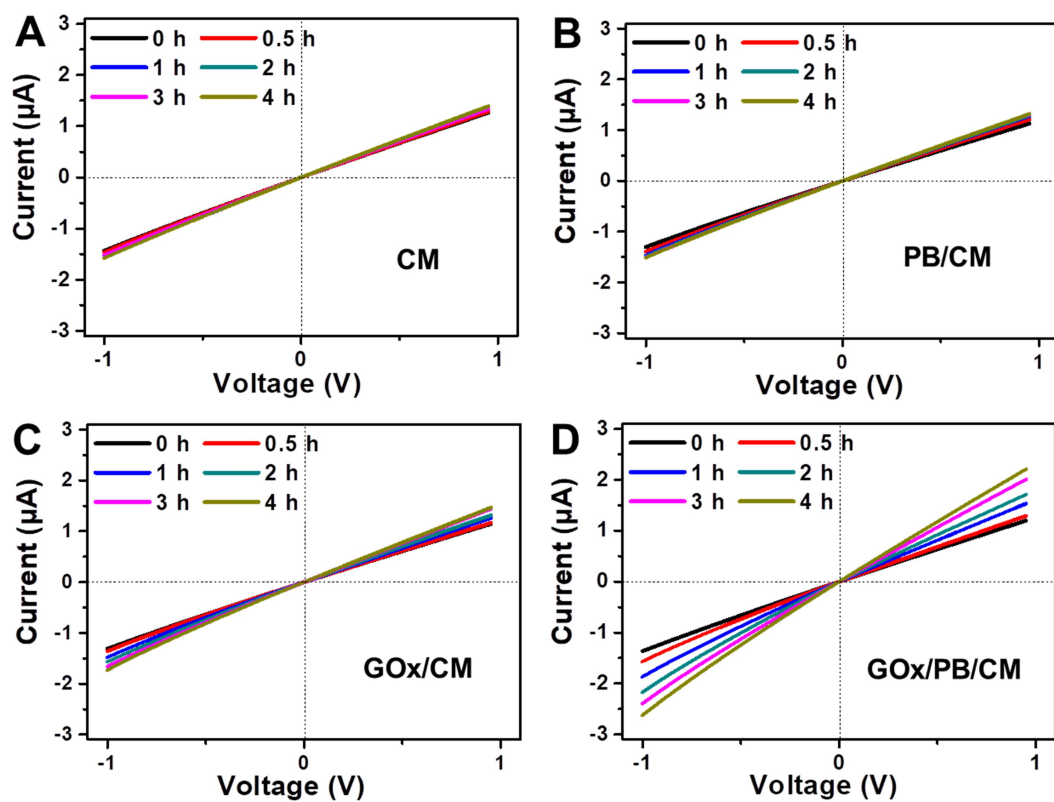 A
3
2
1
0
-1
-2
-3
Current (µA)
0 h 0.5 h
1 h 2 h
3 h 4 h
CM
-1 0 1
Voltage (V)
B
3
2
1
0
-1
-2
-3
Current (µA)
0 h 0.5 h
1 h 2 h
3 h 4 h
PB/CM
-1 0 1
Voltage (V)
C
3
2
1
0
-1
-2
-3
Current (µA)
0 h 0.5 h
1 h 2 h
3 h 4 h
GOx/CM
-1 0 1
Voltage (V)
D
3
2
1
0
-1
-2
-3
Current (µA)
0 h 0.5 h
1 h 2 h
3 h 4 h
GOx/PB/CM
-1 0 1
Voltage (V)